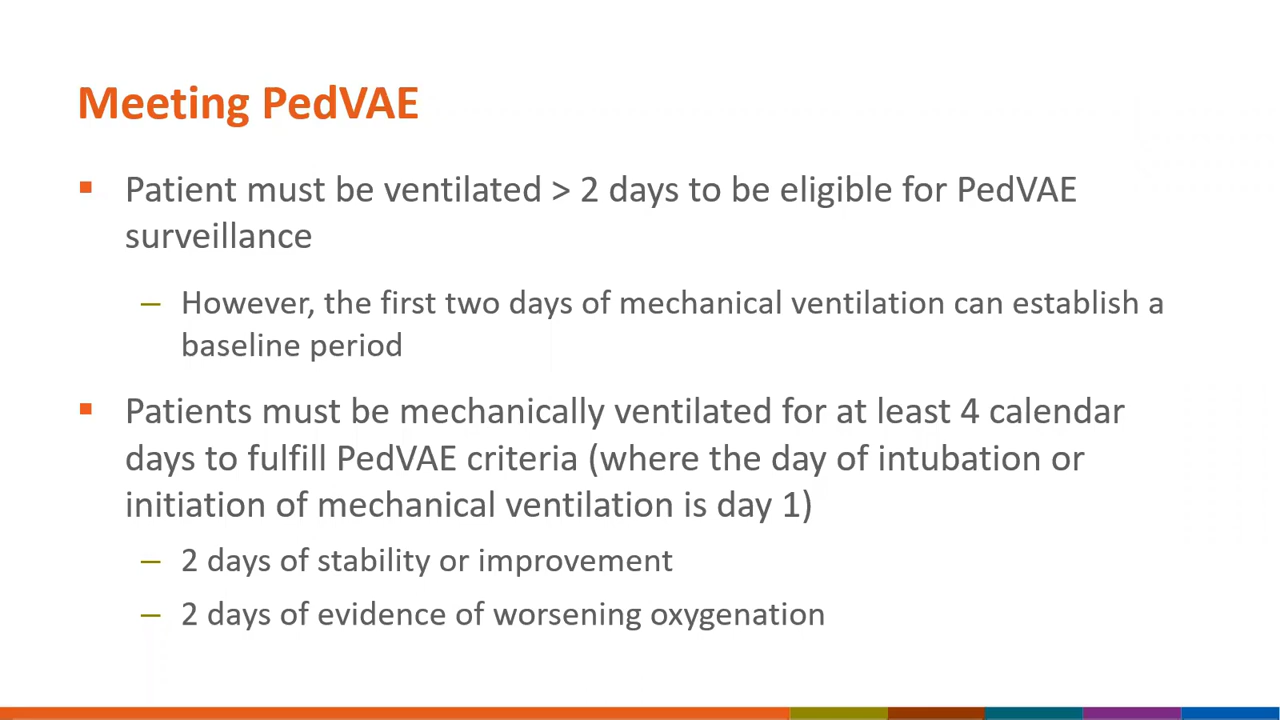 Meeting PedVAE
▪ Patient must be ventilated > 2 days to be eligible for PedVAE
surveillance
– However, the first two days of mechanical ventilation can establish a
baseline period
▪ Patients must be mechanically ventilated for at least 4 calendar
days to fulfill PedVAE criteria (where the day of intubation or
initiation of mechanical ventilation is day 1)
– 2 days of stability or improvement
– 2 days of evidence of worsening oxygenation